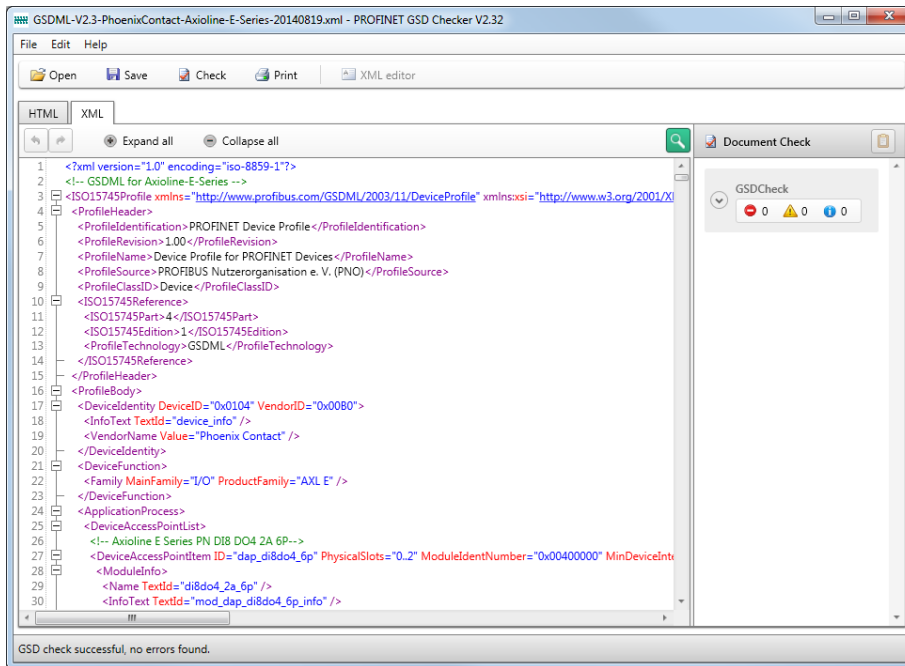 GSDML-V2.3-PhoenixContact-Axioline-E-Series-20140819.xml - PROFINET GSD Checker V2.32
File Edit Help
Open Save Check Print XML editor
HTML XML
Expand all Collapse all
Document Check
GSDCheck
0 0 0
1 <?xml version="1.0" encoding="iso-8859-1"?>
2 <!-- GSDML for Axioline-E-Series -->
3 <ISO15745Profile xmlns="http://www.profibus.com/GSDML/2003/11/DeviceProfile" xmlns:xsi="http://www.w3.org/2001/X
4 <ProfileHeader>
5 <ProfileIdentification>PROFINET Device Profile</ProfileIdentification>
6 <ProfileRevision>1.00</ProfileRevision>
7 <ProfileName>Device Profile for PROFINET Devices</ProfileName>
8 <ProfileSource>PROFIBUS Nutzerorganisation e. V. (PNO)</ProfileSource>
9 <ProfileClassID>Device</ProfileClassID>
10 <ISO15745Reference>
11 <ISO15745Part>4</ISO15745Part>
12 <ISO15745Edition>1</ISO15745Edition>
13 <ProfileTechnology>GSDML</ProfileTechnology>
14 </ISO15745Reference>
15 </ProfileHeader>
16 <ProfileBody>
17 <DeviceIdentity DeviceID="0x0104" VendorID="0x00B0">
18 <InfoText TextId="device_info" />
19 <VendorName Value="Phoenix Contact" />
20 </DeviceIdentity>
21 <DeviceFunction>
22 <Family MainFamily="I/O" ProductFamily="AXL E" />
23 </DeviceFunction>
24 <ApplicationProcess>
25 <DeviceAccessPointList>
26 <!-- Axioline E Series PN DI8 DO4 2A 6P-->
27 <DeviceAccessPointItem ID="dap_di8do4_6p" PhysicalSlots="0..2" ModuleIdentNumber="0x00400000" MinDeviceInte
28 <ModuleInfo>
29 <Name TextId="di8do4_2a_6p" />
30 <InfoText TextId="mod_dap_di8do4_6p_info" />
GSD check successful, no errors found.